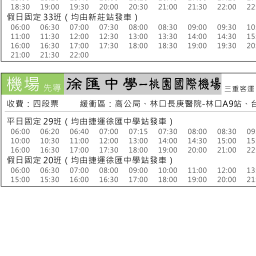 18:30 19:00 19:30 20:00 20:30 21:00 21:30 22:00 22
假日固定33班(均由新莊站發車)
06:00 06:30 07:00 07:30 08:00 08:30 09:00 09:30 10
11:00 11:30 12:00 12:30 13:00 13:30 14:00 14:30 15
16:00 16:30 17:00 17:30 18:00 18:30 19:00 19:30 20
21:00 21:30 22:00
機場 先導 徐匯中學–桃園國際機場 三重客運
收費:四段票 緩衝區:高公局、林口長庚醫院-林口A9站、
平日固定29班(均由捷運徐匯中學站發車)
06:00 06:20 06:40 07:00 07:15 07:30 08:00 08:30 09
10:00 10:30 11:00 12:00 13:00 14:00 14:30 15:00 15
16:00 16:30 17:00 17:30 18:00 19:00 20:00 21:00 22
假日固定20班(均由捷運徐匯中學站發車)
06:00 06:30 07:00 08:00 09:00 10:00 11:00 12:00 13
15:00 15:30 16:00 16:30 17:00 18:00 19:00 20:00 21